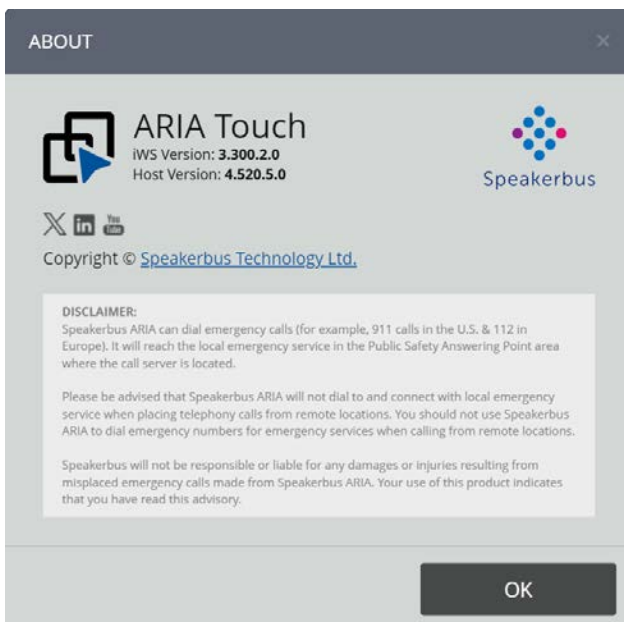 ABOUT
ARIA Touch
iWS Version: 3.300.2.0
Host Version: 4.520.5.0
Speakerbus
X in You Tube
Copyright © Speakerbus Technology Ltd.
DISCLAIMER:
Speakerbus ARIA can dial emergency calls (for example, 911 calls in the U.S. & 112 in
Europe). It will reach the local emergency service in the Public Safety Answering Point area
where the call server is located.
Please be advised that Speakerbus ARIA will not dial to and connect with local emergency
service when placing telephony calls from remote locations. You should not use Speakerbus
ARIA to dial emergency numbers for emergency services when calling from remote locations.
Speakerbus will not be responsible or liable for any damages or injuries resulting from
misplaced emergency calls made from Speakerbus ARIA. Your use of this product indicates
that you have read this advisory.
OK